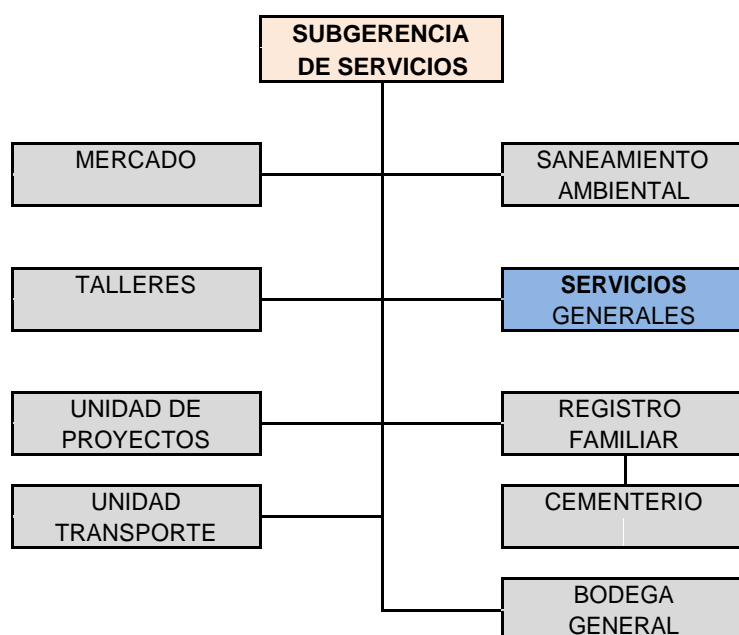 SUBGERENCIA
DE SERVICIOS
MERCADO
SANEAMIENTO
AMBIENTAL
TALLERES
SERVICIOS
GENERALES
UNIDAD DE
PROYECTOS
REGISTRO
FAMILIAR
UNIDAD
TRANSPORTE
CEMENTERIO
BODEGA
GENERAL